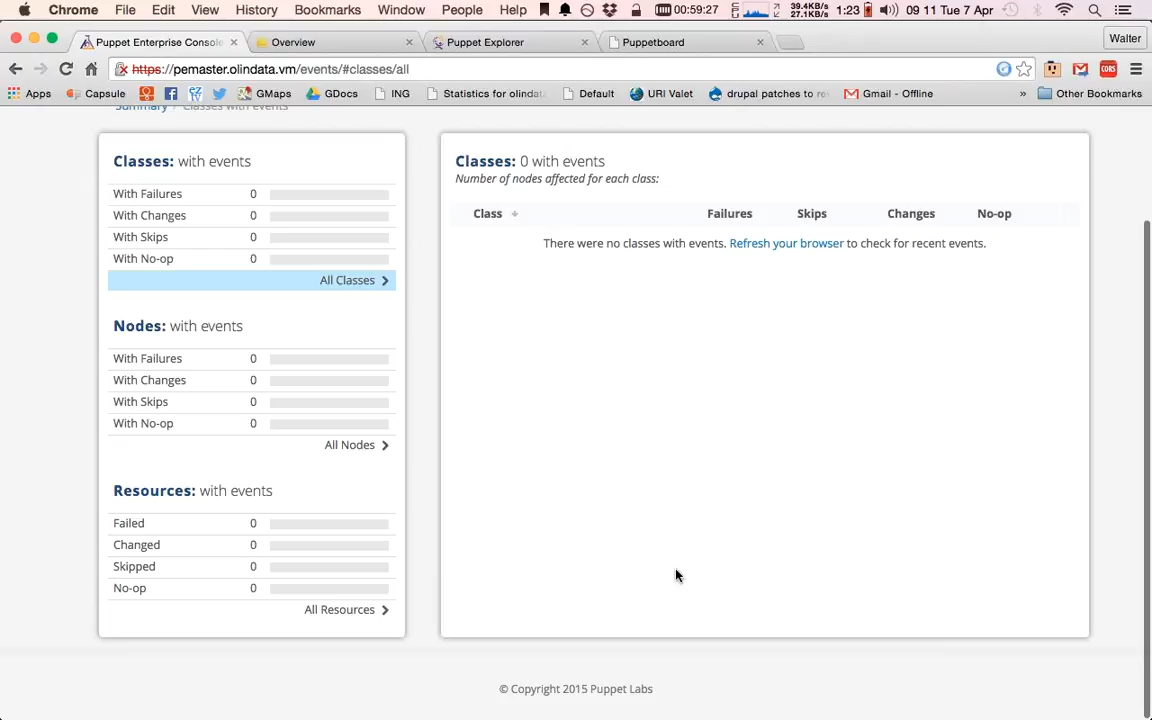 Chrome File Edit View History Bookmarks Window People Help 00:59:27 39.4KB/s 27.1KB/s 1:23 09 11 Tue 7 Apr
Puppet Enterprise Console Overview Puppet Explorer Puppetboard Walter
https://pemaster.olindata.vm/events/#classes/all
Apps Capsule GMaps GDocs ING Statistics for olindat Default URI Valet drupal patches to rev Gmail - Offline » Other Bookmarks
Summary / Classes with events
Classes: with events
With Failures 0
With Changes 0
With Skips 0
With No-op 0
All Classes
Nodes: with events
With Failures 0
With Changes 0
With Skips 0
With No-op 0
All Nodes
Resources: with events
Failed 0
Changed 0
Skipped 0
No-op 0
All Resources
Classes: 0 with events
Number of nodes affected for each class:
Class Failures Skips Changes No-op
There were no classes with events. Refresh your browser to check for recent events.
© Copyright 2015 Puppet Labs